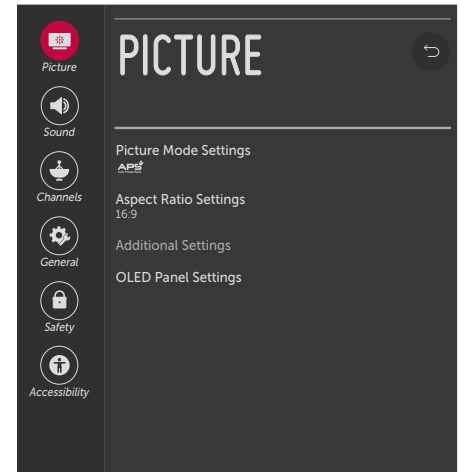 PICTURE
Picture
Sound
Channels
General
Safety
Accessibility
Picture Mode Settings
APS
Aspect Ratio Settings
16:9
Additional Settings
OLED Panel Settings